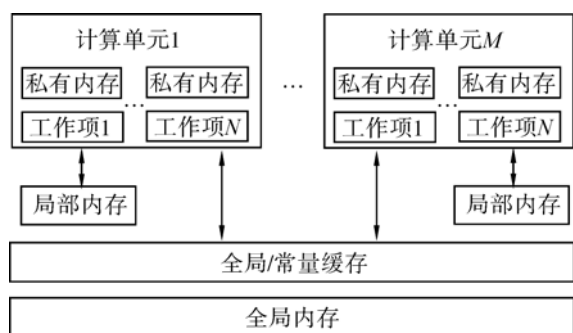 计算单元1
计算单元M
私有内存
私有内存
私有内存
私有内存
…
…
…
工作项1
工作项N
工作项1
工作项N
局部内存
局部内存
全局/常量缓存
全局内存